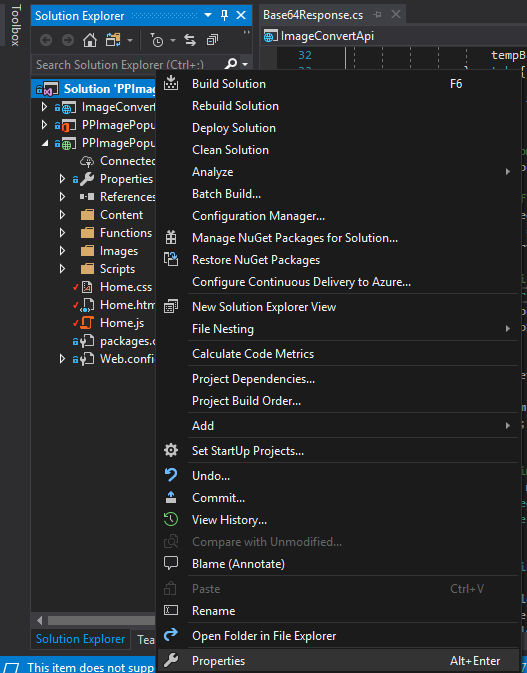 Toolbox
Solution Explorer
Search Solution Explorer (Ctrl+;)
Solution 'PPImag
ImageConvert
PPImagePopu
PPImagePopu
Connected
Properties
References
Content
Functions
Images
Scripts
Home.css
Home.htm
Home.js
packages.c
Web.config
Solution Explorer
Tea
This item does not supp
Base64Response.cs
ImageConvertApi
32
tempB
Build Solution F6
Rebuild Solution
Deploy Solution
Clean Solution
Analyze
Batch Build...
Configuration Manager...
Manage NuGet Packages for Solution...
Restore NuGet Packages
Configure Continuous Delivery to Azure...
New Solution Explorer View
File Nesting
Calculate Code Metrics
Project Dependencies...
Project Build Order...
Add
Set StartUp Projects...
Undo...
Commit...
View History...
Compare with Unmodified...
Blame (Annotate)
Paste Ctrl+V
Rename
Open Folder in File Explorer
Properties Alt+Enter